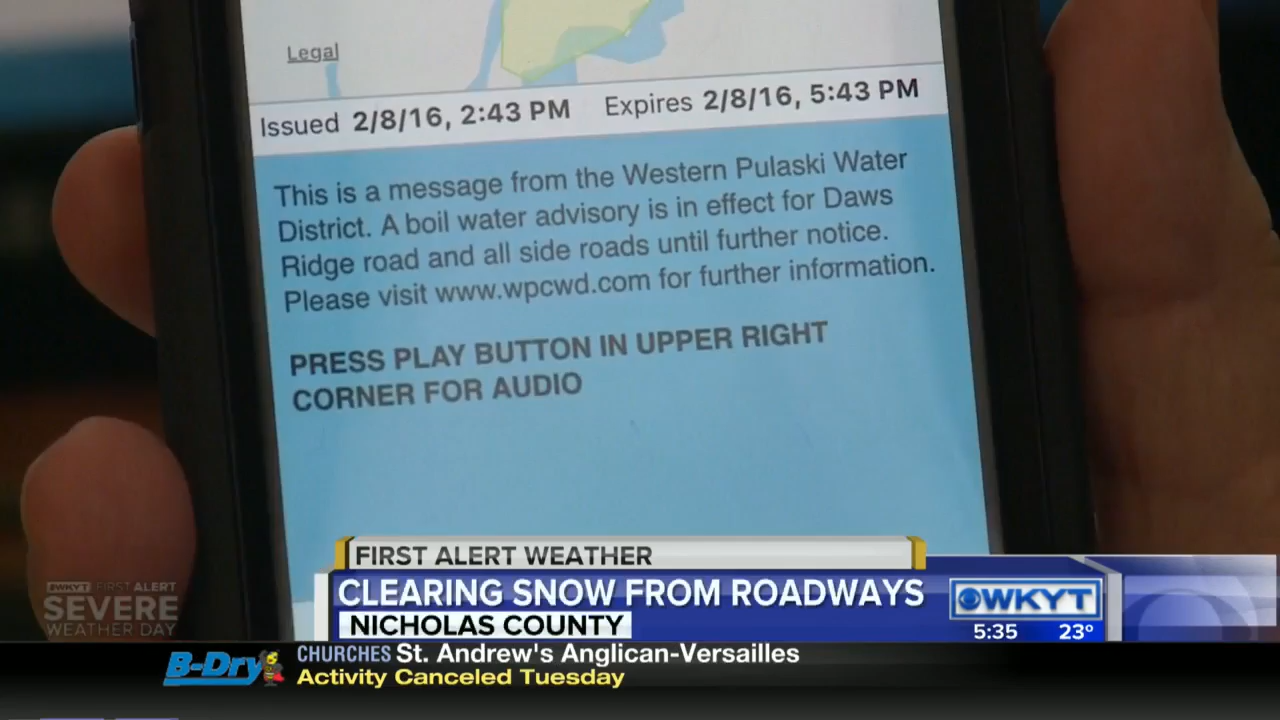 Legal
Issued 2/8/16, 2:43 PM Expires 2/8/16, 5:43 PM
This is a message from the Western Pulaski Water
District. A boil water advisory is in effect for Daws
Ridge road and all side roads until further notice.
Please visit www.wpcwd.com for further information.
PRESS PLAY BUTTON IN UPPER RIGHT
CORNER FOR AUDIO
FIRST ALERT WEATHER
CLEARING SNOW FROM ROADWAYS
NICHOLAS COUNTY
WKYT
5:35 23°
WKYT FIRST ALERT
SEVERE
WEATHER DAY
B-Dry
CHURCHES St. Andrew's Anglican-Versailles
Activity Canceled Tuesday